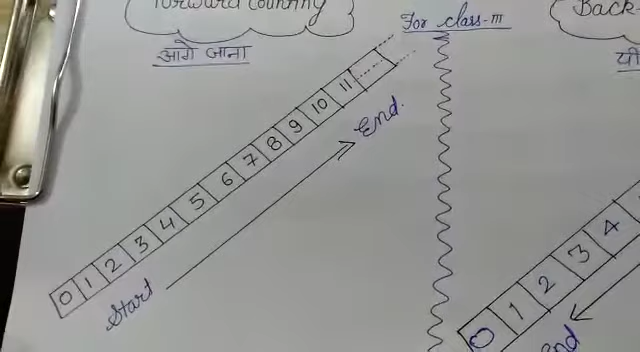 Forward Counting
आगे जाना
For class-III
Back-
0 1 2 3 4 5 6 7 8 9 10 11
Start
End.
0 1 2 3 4
End